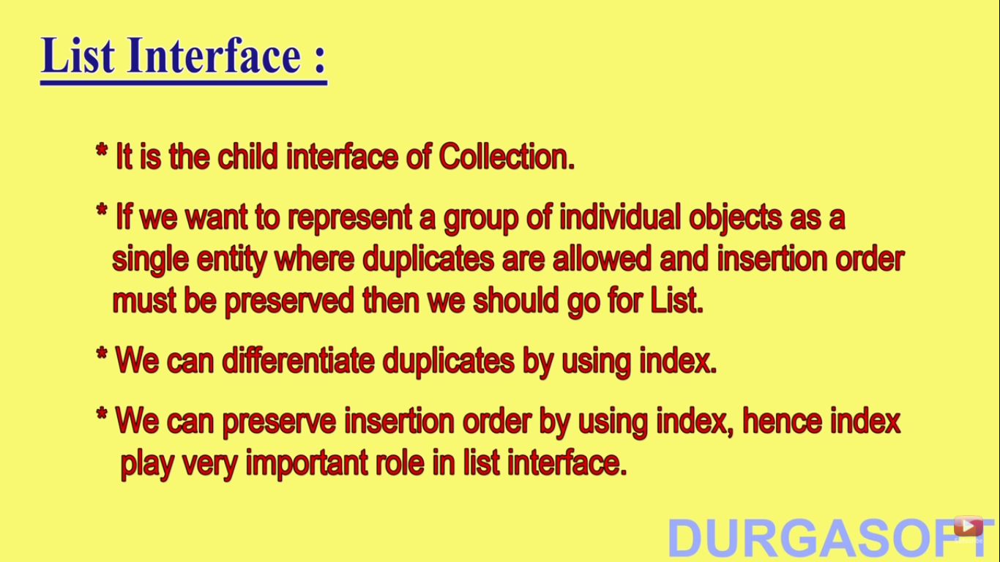 List Interface :
* It is the child interface of Collection.
* If we want to represent a group of individual objects as a
single entity where duplicates are allowed and insertion order
must be preserved then we should go for List.
* We can differentiate duplicates by using index.
* We can preserve insertion order by using index, hence index
play very important role in list interface.
DURGASOFT